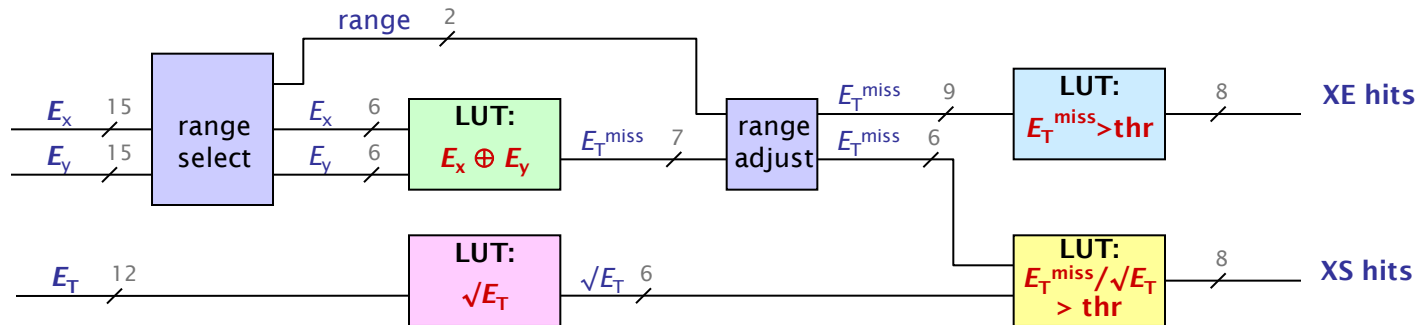 range 2
E_x 15
E_y 15
range
select
E_x 6
E_y 6
LUT:
E_x ⊕ E_y
E_T^miss 7
range
adjust
E_T^miss 9
E_T^miss 6
LUT:
E_T^miss>thr
8
XE hits
E_T 12
LUT:
√E_T
√E_T 6
LUT:
E_T^miss/√E_T
> thr
8
XS hits